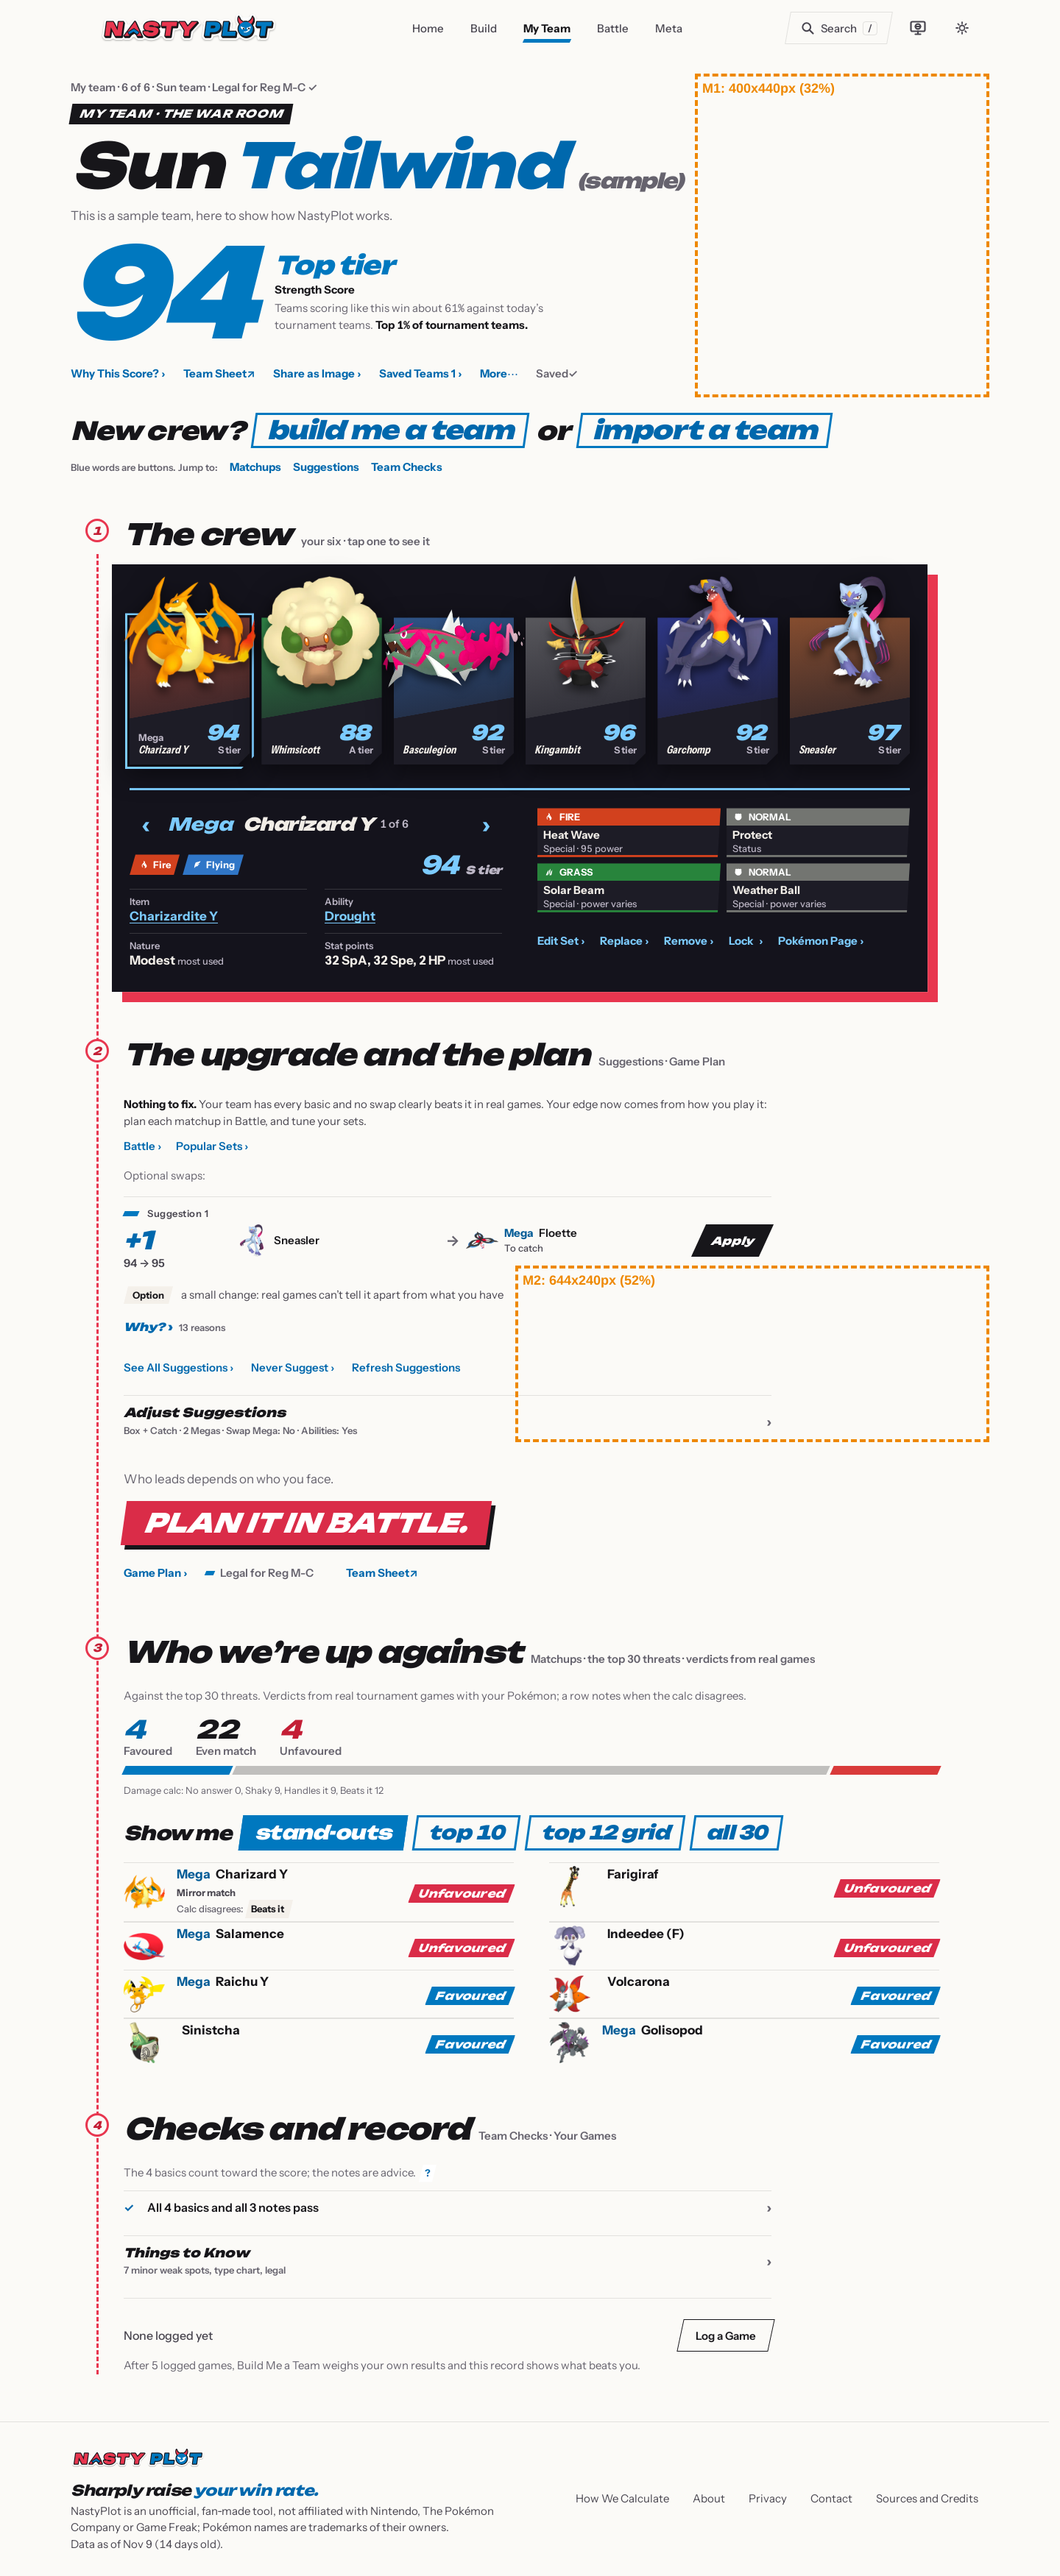 NASTY PLOT
Home
Build
My Team
Battle
Meta
Search /
My team · 6 of 6 · Sun team · Legal for Reg M-C ✓
MY TEAM · THE WAR ROOM
M1: 400x440px (32%)
Sun Tailwind (sample)
This is a sample team, here to show how NastyPlot works.
94
Top tier
Strength Score
Teams scoring like this win about 61% against today's
tournament teams. Top 1% of tournament teams.
Why This Score? ›
Team Sheet↗
Share as Image ›
Saved Teams 1 ›
More···
Saved✓
New crew? build me a team or import a team
Blue words are buttons. Jump to: Matchups Suggestions Team Checks
1
The crew your six · tap one to see it
Mega
Charizard Y
94
S tier
Whimsicott
88
A tier
Basculegion
92
S tier
Kingambit
96
S tier
Garchomp
92
S tier
Sneasler
97
S tier
‹ Mega Charizard Y 1 of 6 ›
Fire
Flying
94 S tier
Item
Charizardite Y
Ability
Drought
Nature
Modest most used
Stat points
32 SpA, 32 Spe, 2 HP most used
FIRE
Heat Wave
Special · 95 power
NORMAL
Protect
Status
GRASS
Solar Beam
Special · power varies
NORMAL
Weather Ball
Special · power varies
Edit Set ›
Replace ›
Remove ›
Lock ›
Pokémon Page ›
2
The upgrade and the plan Suggestions · Game Plan
Nothing to fix. Your team has every basic and no swap clearly beats it in real games. Your edge now comes from how you play it:
plan each matchup in Battle, and tune your sets.
Battle ›
Popular Sets ›
Optional swaps:
Suggestion 1
+1
94 → 95
Sneasler
→
Mega Floette
To catch
Apply
M2: 644x240px (52%)
Option a small change: real games can't tell it apart from what you have
Why? › 13 reasons
See All Suggestions ›
Never Suggest ›
Refresh Suggestions
Adjust Suggestions
Box + Catch · 2 Megas · Swap Mega: No · Abilities: Yes
›
Who leads depends on who you face.
PLAN IT IN BATTLE.
Game Plan ›
Legal for Reg M-C
Team Sheet↗
3
Who we're up against Matchups · the top 30 threats · verdicts from real games
Against the top 30 threats. Verdicts from real tournament games with your Pokémon; a row notes when the calc disagrees.
4
Favoured
22
Even match
4
Unfavoured
Damage calc: No answer 0, Shaky 9, Handles it 9, Beats it 12
Show me stand-outs top 10 top 12 grid all 30
Mega Charizard Y
Mirror match
Calc disagrees: Beats it
Unfavoured
Farigiraf
Unfavoured
Mega Salamence
Unfavoured
Indeedee (F)
Unfavoured
Mega Raichu Y
Favoured
Volcarona
Favoured
Sinistcha
Favoured
Mega Golisopod
Favoured
4
Checks and record Team Checks · Your Games
The 4 basics count toward the score; the notes are advice. ?
✓ All 4 basics and all 3 notes pass ›
Things to Know
7 minor weak spots, type chart, legal
›
None logged yet
Log a Game
After 5 logged games, Build Me a Team weighs your own results and this record shows what beats you.
NASTY PLOT
Sharply raise your win rate.
NastyPlot is an unofficial, fan-made tool, not affiliated with Nintendo, The Pokémon
Company or Game Freak; Pokémon names are trademarks of their owners.
Data as of Nov 9 (14 days old).
How We Calculate
About
Privacy
Contact
Sources and Credits